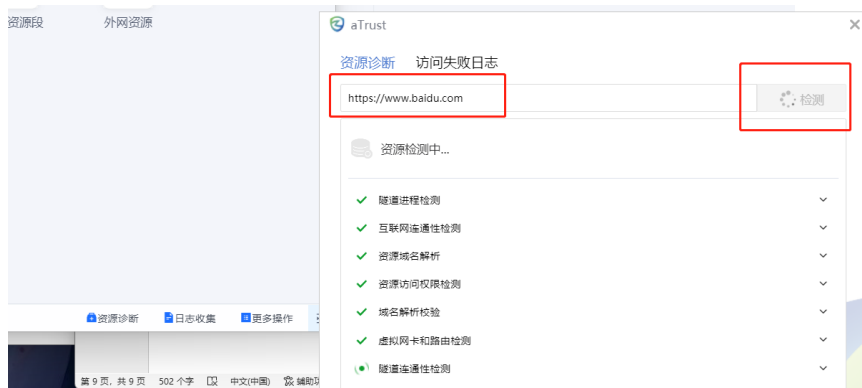 资源段 外网资源
aTrust
资源诊断 访问失败日志
https://www.baidu.com 检测
资源检测中...
隧道进程检测
互联网连通性检测
资源域名解析
资源访问权限检测
域名解析校验
虚拟网卡和路由检测
隧道连通性检测
资源诊断 日志收集 更多操作
第 9 页, 共 9 页 502 个字 中文(中国) 辅助